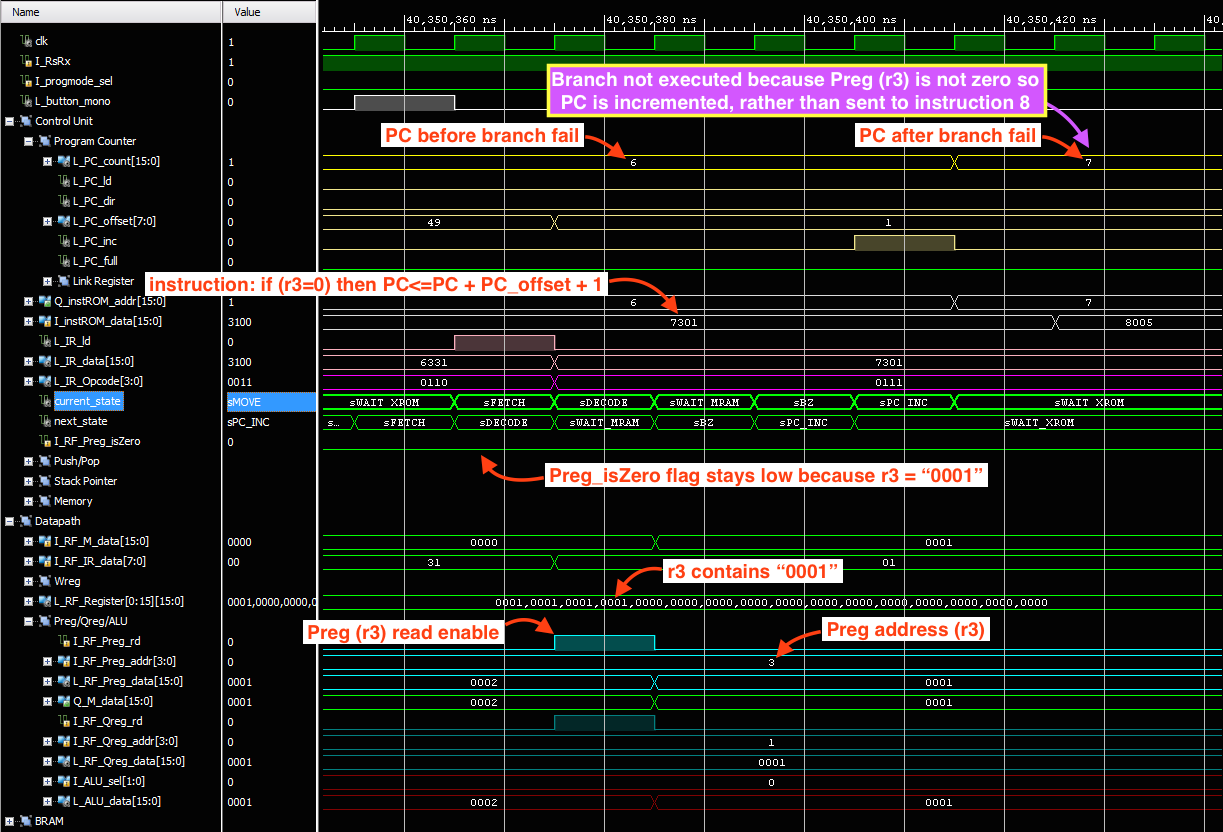 Name Value
40,350,360 ns 40,350,380 ns 40,350,400 ns 40,350,420 ns
clk 1
I_RsRx 1
I_progmode_sel 0
Branch not executed because Preg (r3) is not zero so
PC is incremented, rather than sent to instruction 8
L_button_mono 0
Control Unit
PC before branch fail PC after branch fail
Program Counter
L_PC_count[15:0] 1 6 7
L_PC_ld 0
L_PC_dir 0
L_PC_offset[7:0] 0 49 1
L_PC_inc 0
L_PC_full 0
Link Register
instruction: if (r3=0) then PC<=PC + PC_offset + 1
Q_instROM_addr[15:0] 1 6 7
I_instROM_data[15:0] 3100 7301 8005
L_IR_ld 0
L_IR_data[15:0] 3100 6331 7301
L_IR_Opcode[3:0] 0011 0110 0111
current_state sMOVE sWAIT_XROM sFETCH sDECODE sWAIT_MRAM sBZ sPC_INC sWAIT_XROM
next_state sPC_INC s... sFETCH sDECODE sWAIT_MRAM sBZ sPC_INC sWAIT_XROM
I_RF_Preg_isZero 0
Push/Pop
Preg_isZero flag stays low because r3 = “0001”
Stack Pointer
Memory
Datapath
I_RF_M_data[15:0] 0000 0000 0001
I_RF_IR_data[7:0] 00 31 01
r3 contains “0001”
Wreg
L_RF_Register[0:15][15:0] 0001,0000,0000,0 0001,0001,0001,0001,0000,0000,0000,0000,0000,0000,0000,0000,0000,0000,0000,0000
Preg/Qreg/ALU
Preg (r3) read enable Preg address (r3)
I_RF_Preg_rd 0
I_RF_Preg_addr[3:0] 0 3
L_RF_Preg_data[15:0] 0001 0002 0001
Q_M_data[15:0] 0001 0002 0001
I_RF_Qreg_rd 0
I_RF_Qreg_addr[3:0] 0 1
L_RF_Qreg_data[15:0] 0001 0001
I_ALU_sel[1:0] 0 0
L_ALU_data[15:0] 0001 0002 0001
BRAM